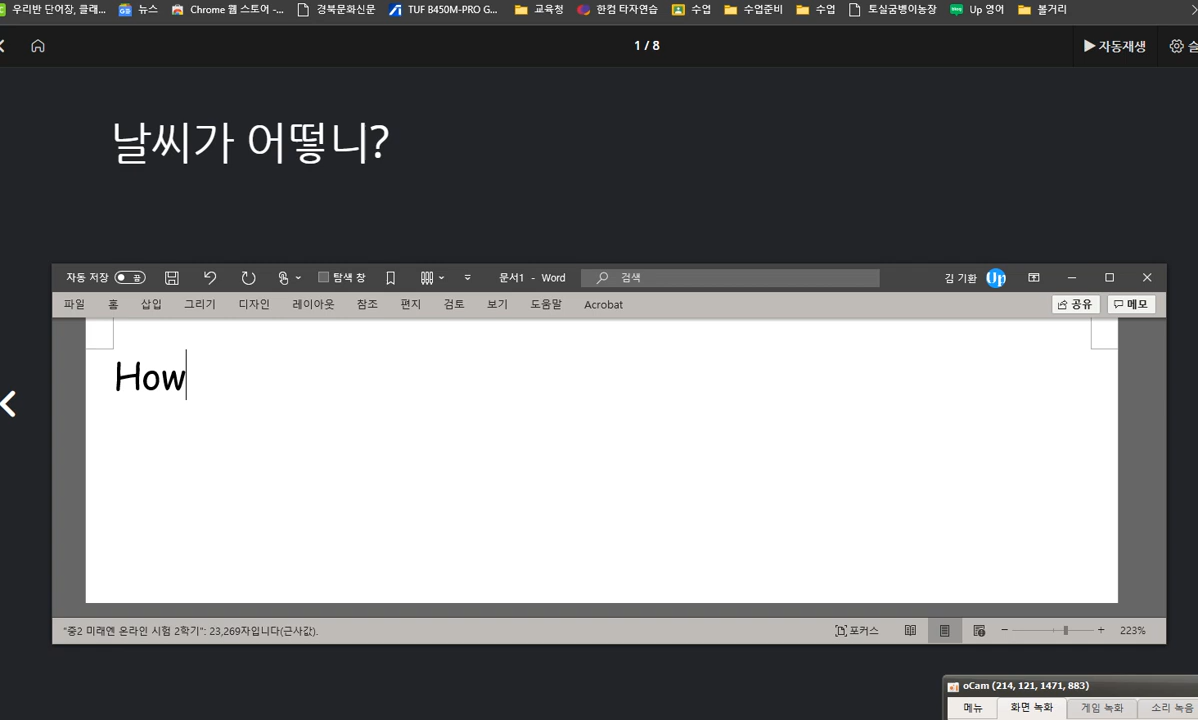 우리반 단어장, 클래... 뉴스 Chrome 웹 스토어 -... 경북문화신문 TUF B450M-PRO G... 교육청 한컴 타자연습 수업 수업준비 수업 토실굼벵이농장 Up 영어 볼거리
1 / 8 자동재생
날씨가 어떻니?
자동 저장 끔 탐색 창 문서1 - Word 검색 김 기환 Up
파일 홈 삽입 그리기 디자인 레이아웃 참조 편지 검토 보기 도움말 Acrobat 공유 메모
How
"중2 미래엔 온라인 시험 2학기": 23,269자입니다(근사값). 포커스 223%
oCam (214, 121, 1471, 883)
메뉴 화면 녹화 게임 녹화 소리 녹음